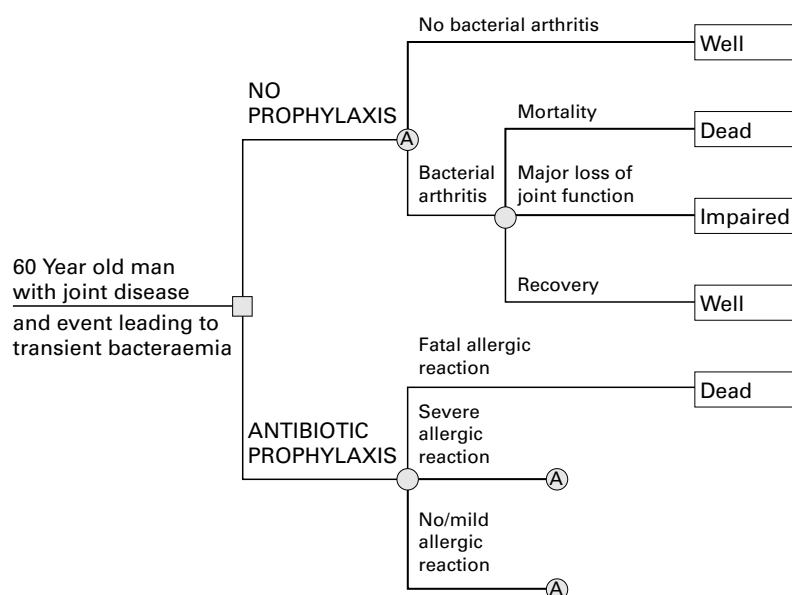 No bacterial arthritis
Well
NO
PROPHYLAXIS
A
Mortality
Dead
Bacterial
arthritis
Major loss of
joint function
Impaired
60 Year old man
with joint disease
and event leading to
transient bacteraemia
Recovery
Well
Fatal allergic
reaction
Dead
ANTIBIOTIC
PROPHYLAXIS
Severe
allergic
reaction
A
No/mild
allergic
reaction
A